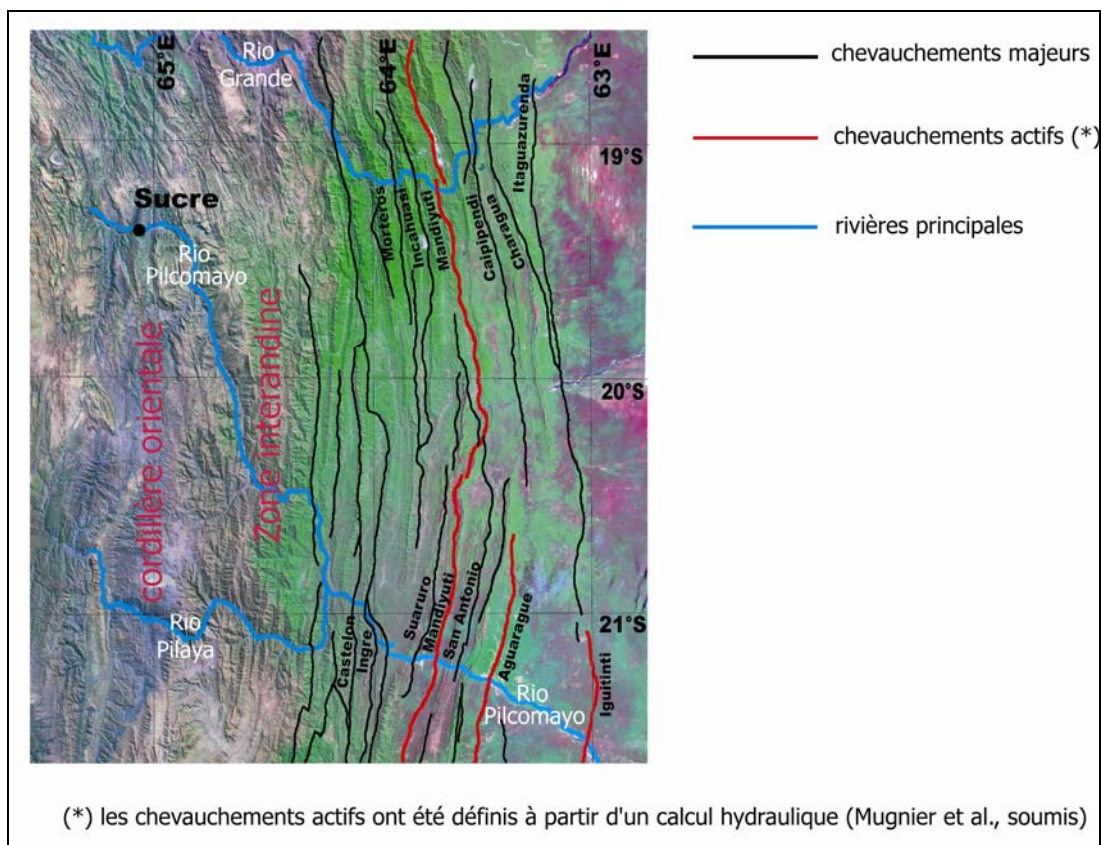 65°E
Rio
Grande
64°E
63°E
19°S
Sucre
Rio
Pilcomayo
Morteros
Incahuasi
Mandiyuti
Caipipendi
Charagua
Itaguazurenda
cordillère orientale
Zone interandine
20°S
Rio
Pilaya
Castelon
Ingre
Suaruro
Mandiyuti
San Antonio
Aguarague
21°S
Iguitinti
Rio
Pilcomayo
chevauchements majeurs
chevauchements actifs (*)
rivières principales
(*) les chevauchements actifs ont été définis à partir d'un calcul hydraulique (Mugnier et al., soumis)